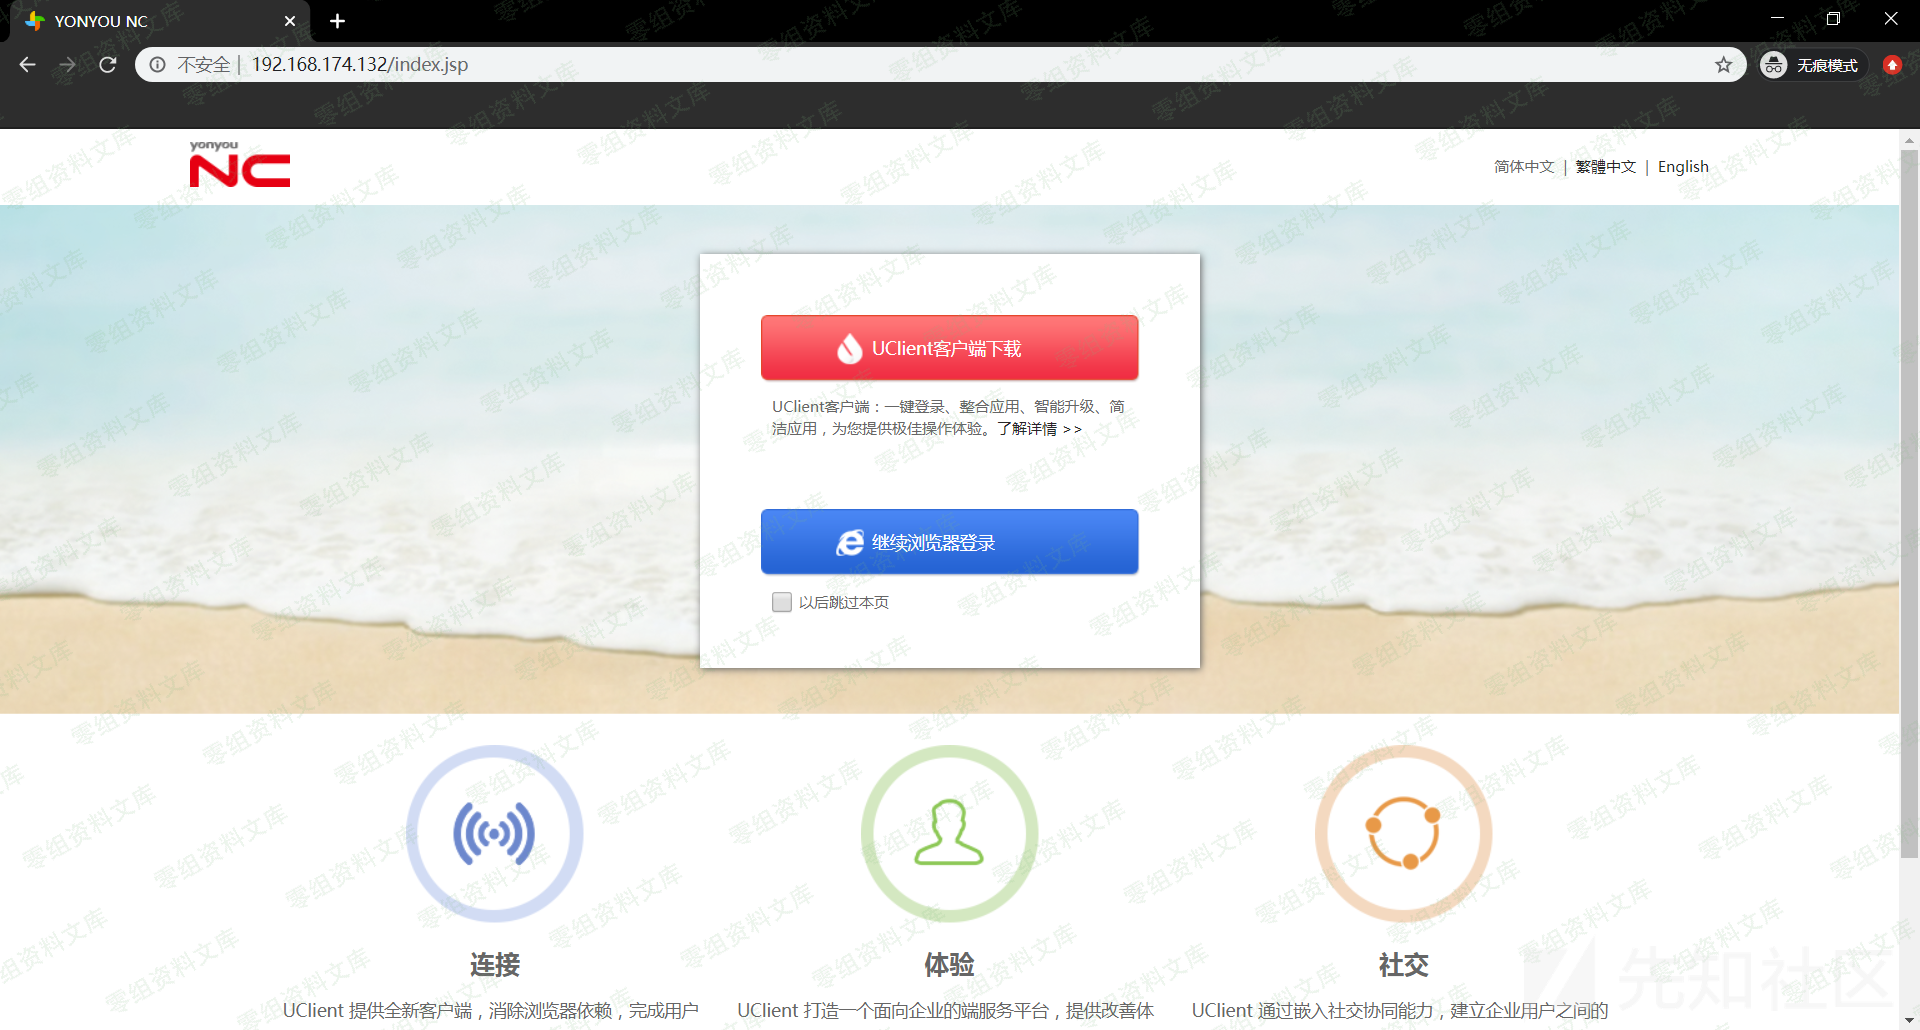 YONYOU NC
不安全 | 192.168.174.132/index.jsp
无痕模式
yonyou
NC
简体中文 | 繁體中文 | English
UClient客户端下载
UClient客户端：一键登录、整合应用、智能升级、简
洁应用，为您提供极佳操作体验。了解详情 >>
继续浏览器登录
以后跳过本页
连接
体验
社交
UClient 提供全新客户端，消除浏览器依赖，完成用户
UClient 打造一个面向企业的端服务平台，提供改善体
UClient 通过嵌入社交协同能力，建立企业用户之间的
零组资料文库
先知社区